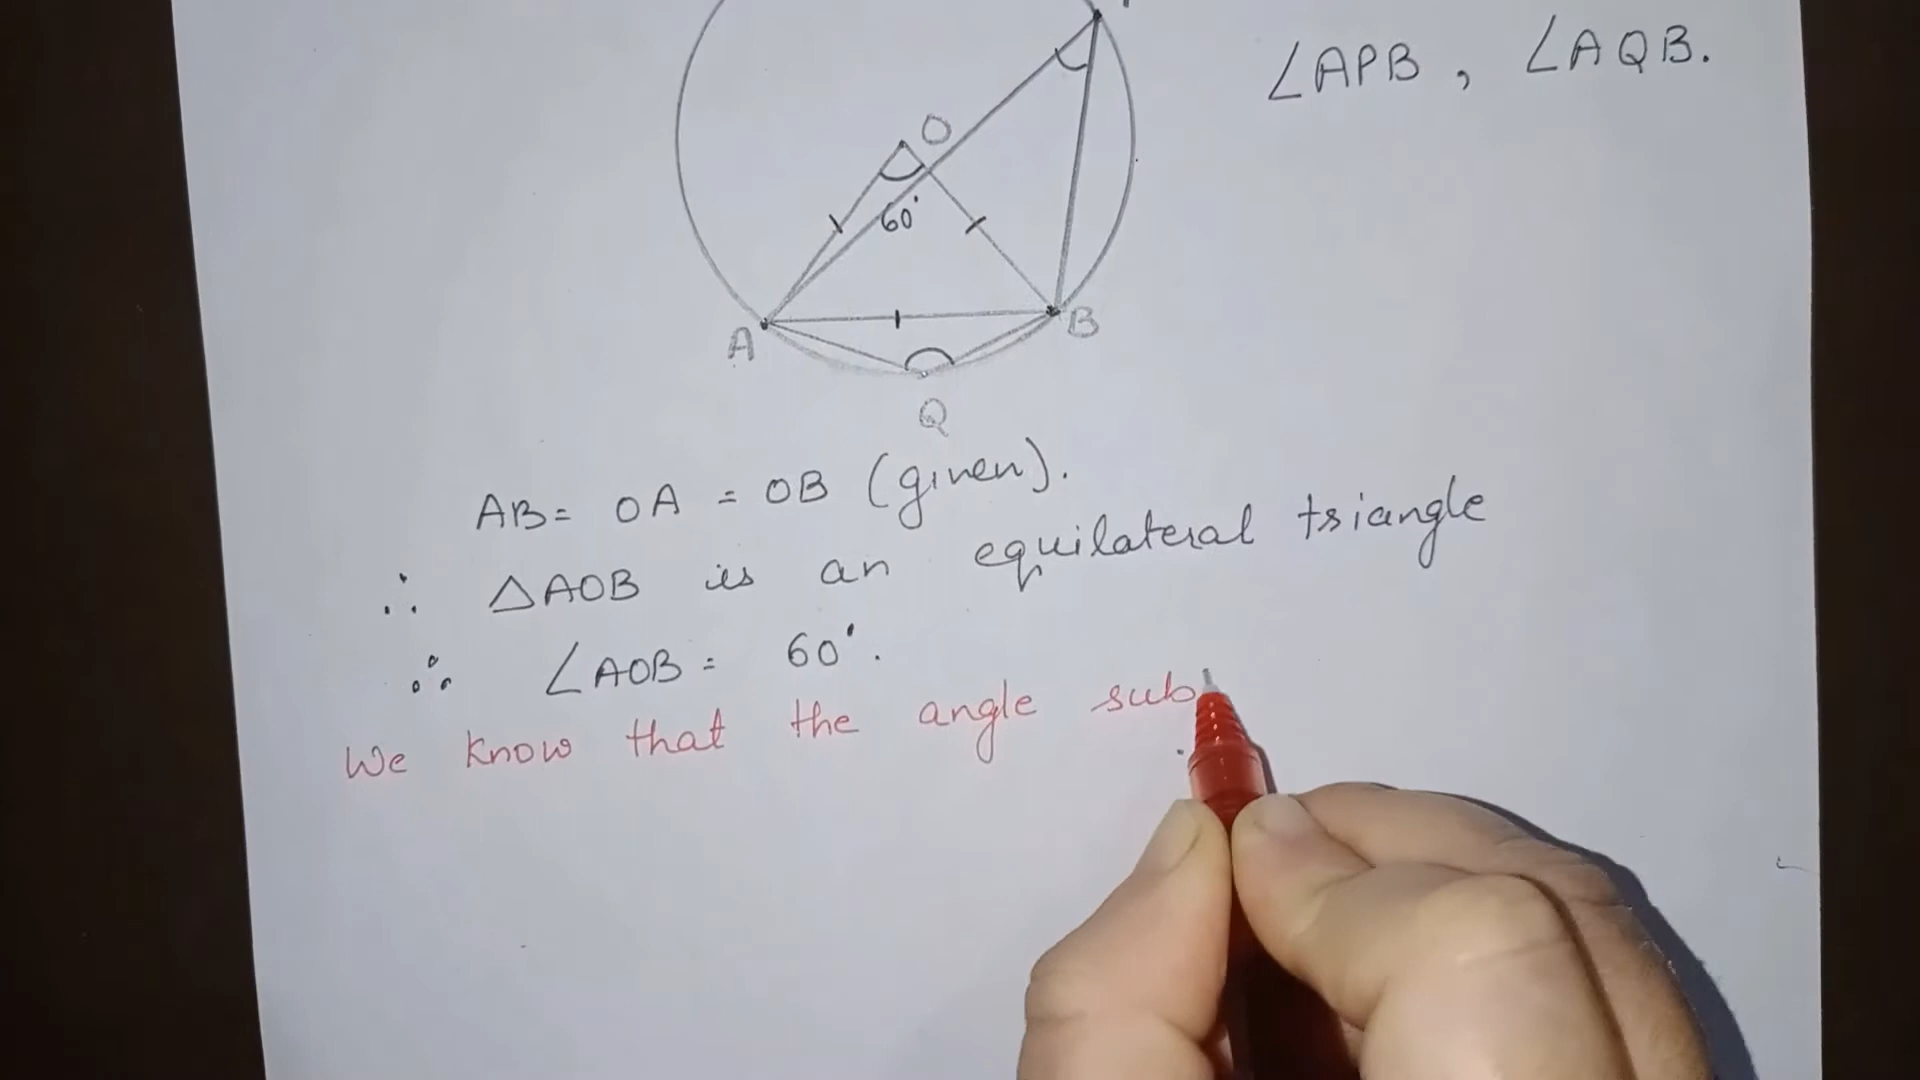 ∠APB , ∠AQB.
O
60°
A
B
Q
AB = OA = OB (given).
∴ △AOB is an equilateral triangle
∴ ∠AOB = 60°.
We know that the angle sub